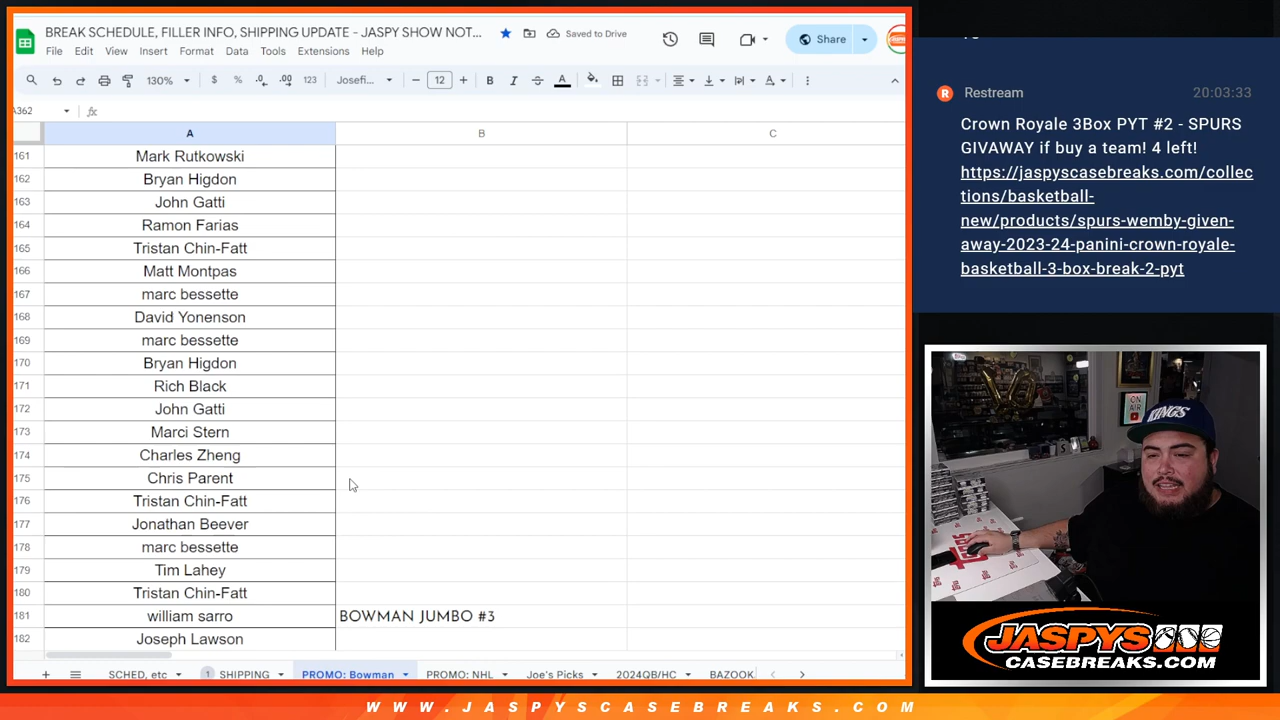 BREAK SCHEDULE, FILLER INFO, SHIPPING UPDATE - JASPY SHOW NOT...
Saved to Drive
Share
File Edit View Insert Format Data Tools Extensions Help
130% $ % .0 .00 123 Josefi... 12 B I A
A362 fx
A B C
161 Mark Rutkowski
162 Bryan Higdon
163 John Gatti
164 Ramon Farias
165 Tristan Chin-Fatt
166 Matt Montpas
167 marc bessette
168 David Yonenson
169 marc bessette
170 Bryan Higdon
171 Rich Black
172 John Gatti
173 Marci Stern
174 Charles Zheng
175 Chris Parent
176 Tristan Chin-Fatt
177 Jonathan Beever
178 marc bessette
179 Tim Lahey
180 Tristan Chin-Fatt
181 william sarro BOWMAN JUMBO #3
182 Joseph Lawson
SCHED, etc 1 SHIPPING PROMO: Bowman PROMO: NHL Joe's Picks 2024QB/HC BAZOOK
R Restream 20:03:33
Crown Royale 3Box PYT #2 - SPURS
GIVAWAY if buy a team! 4 left!
https://jaspyscasebreaks.com/collec
tions/basketball-
new/products/spurs-wemby-given-
away-2023-24-panini-crown-royale-
basketball-3-box-break-2-pyt
ON
AIR
KINGS
JASPYS
CASEBREAKS.COM
WWW.JASPYSCASEBREAKS.COM